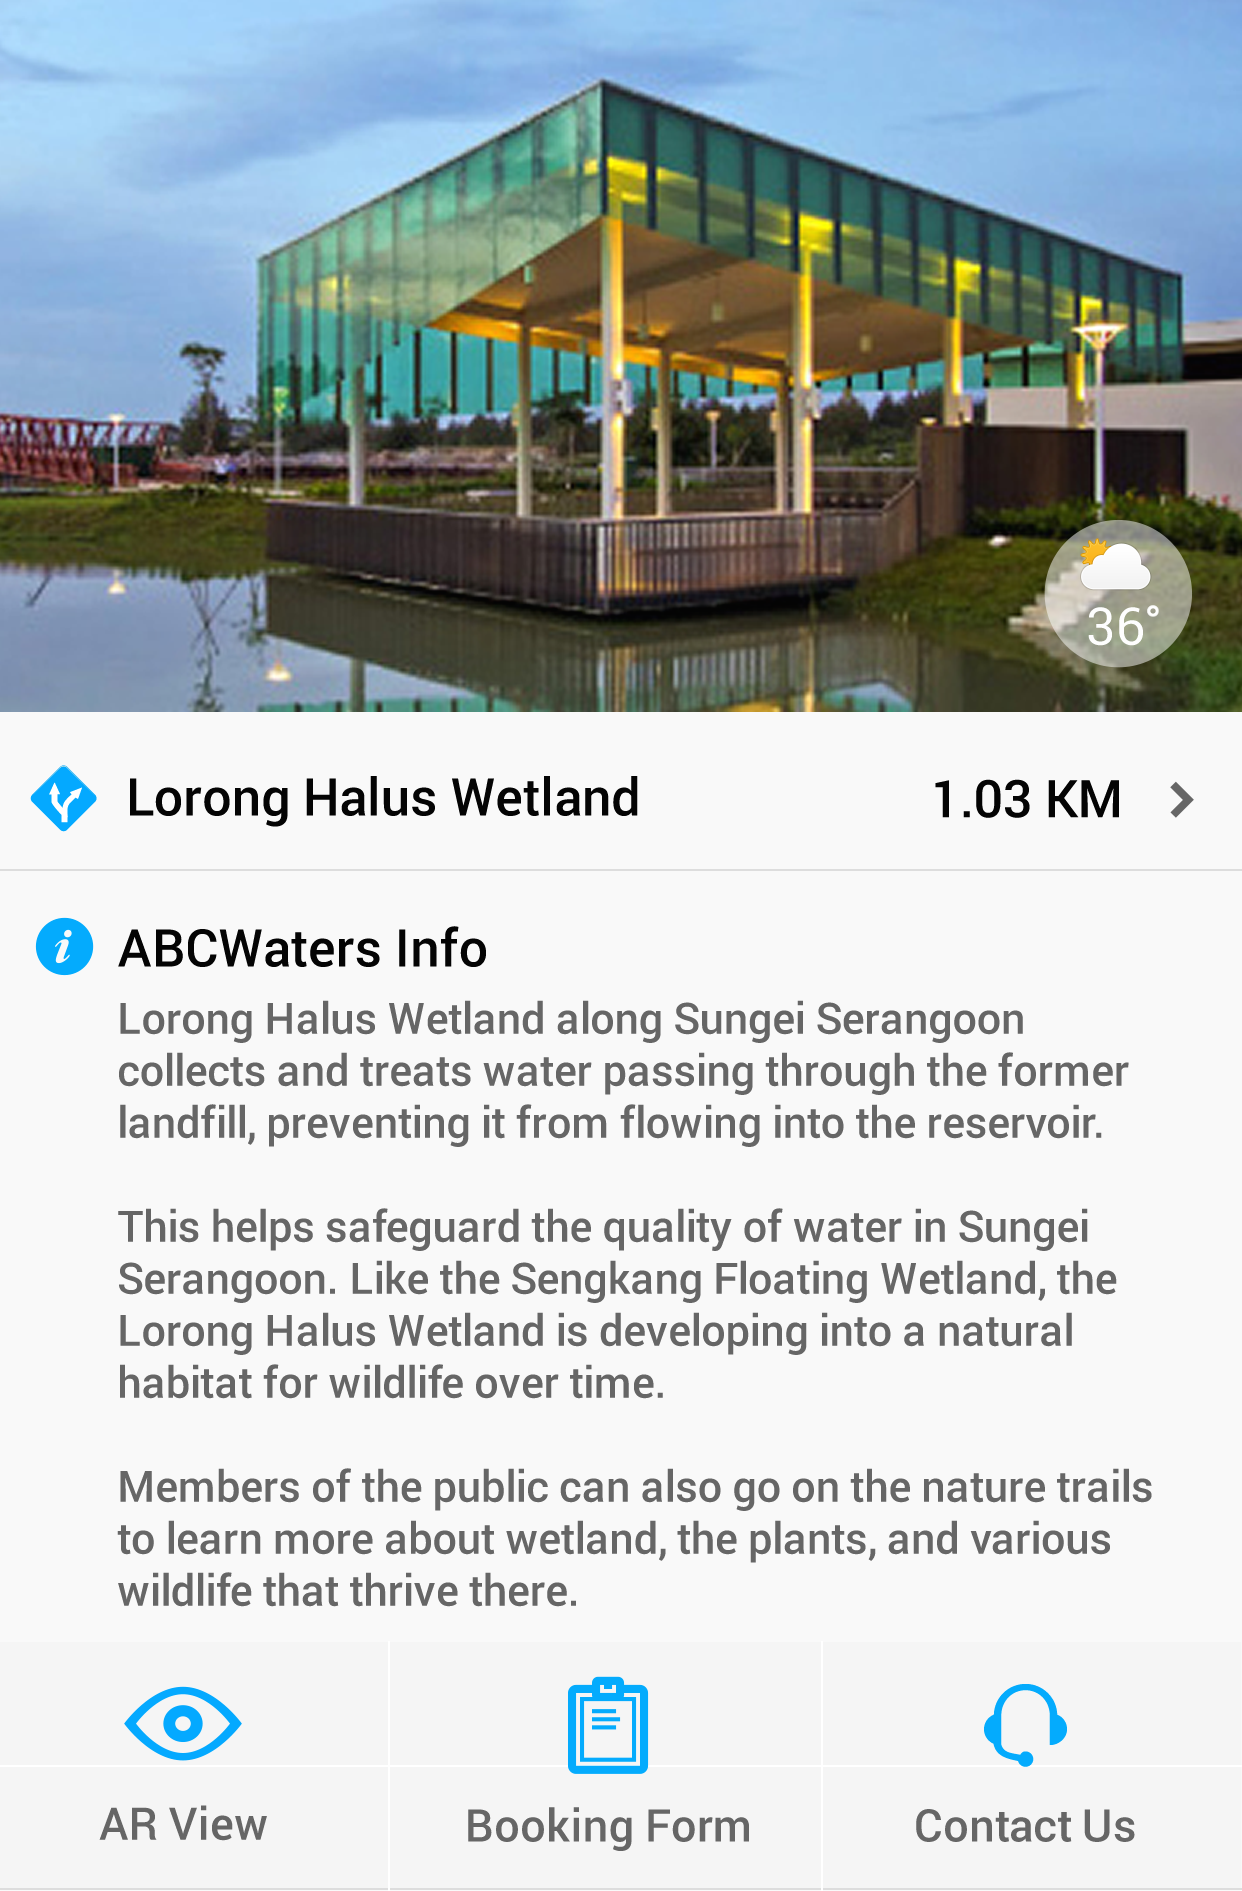 36°
Lorong Halus Wetland 1.03 KM
ABCWaters Info
Lorong Halus Wetland along Sungei Serangoon
collects and treats water passing through the former
landfill, preventing it from flowing into the reservoir.
This helps safeguard the quality of water in Sungei
Serangoon. Like the Sengkang Floating Wetland, the
Lorong Halus Wetland is developing into a natural
habitat for wildlife over time.
Members of the public can also go on the nature trails
to learn more about wetland, the plants, and various
wildlife that thrive there.
AR View Booking Form Contact Us